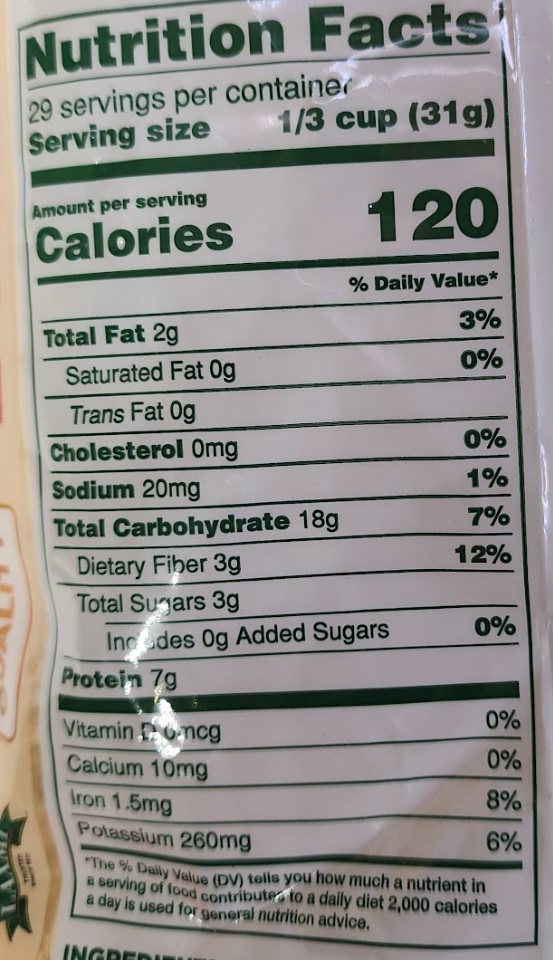 Nutrition Facts
29 servings per container
Serving size 1/3 cup (31g)
Amount per serving
Calories 120
% Daily Value*
Total Fat 2g 3%
Saturated Fat 0g 0%
Trans Fat 0g
Cholesterol 0mg 0%
Sodium 20mg 1%
Total Carbohydrate 18g 7%
Dietary Fiber 3g 12%
Total Sugars 3g
Includes 0g Added Sugars 0%
Protein 7g
Vitamin D 0mcg 0%
Calcium 10mg 0%
Iron 1.5mg 8%
Potassium 260mg 6%
*The % Daily Value (DV) tells you how much a nutrient in
a serving of food contributes to a daily diet 2,000 calories
a day is used for general nutrition advice.